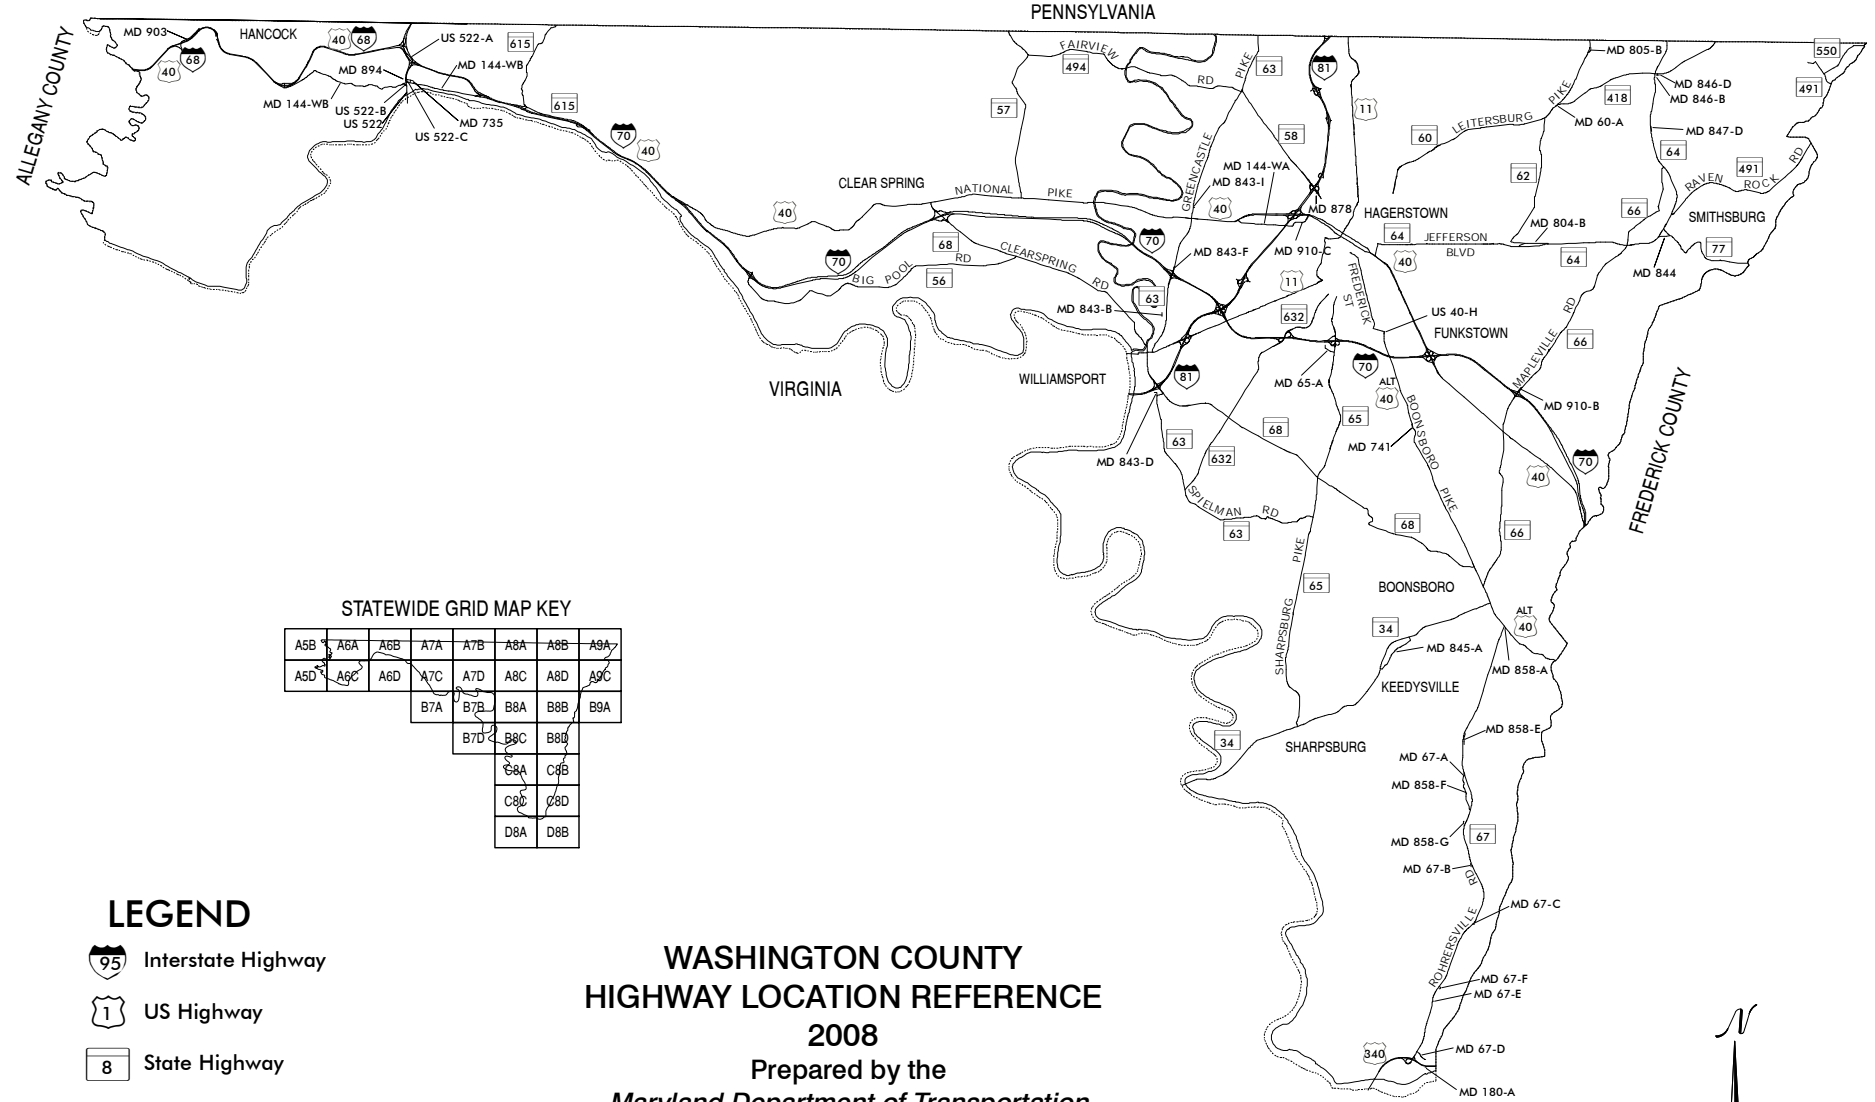 PENNSYLVANIA
ALLEGANY COUNTY
MD 903
HANCOCK
40
68
US 522-A
615
40
68
MD 894
MD 144-WB
MD 144-WB
US 522-B
US 522
MD 735
US 522-C
615
70
40
FAIRVIEW
RD
494
57
PIKE
63
81
11
58
GREENCASTLE
MD 144-WA
MD 843-I
40
MD 878
CLEAR SPRING
NATIONAL PIKE
40
70
68
CLEARSPRING RD
BIG POOL RD
56
70
MD 843-F
MD 910-C
63
MD 843-B
11
632
FREDERICK ST
HAGERSTOWN
64
JEFFERSON
BLVD
40
60
LEITERSBURG
PIKE
MD 805-B
550
MD 846-D
MD 846-B
418
491
MD 60-A
MD 847-D
64
62
491
RAVEN ROCK RD
66
SMITHSBURG
MD 804-B
64
77
MD 844
US 40-H
FUNKSTOWN
MAPLEVILLE RD
66
VIRGINIA
WILLIAMSPORT
81
MD 65-A
70
ALT
40
MD 910-B
FREDERICK COUNTY
63
632
68
65
MD 741
BOONSBORO PIKE
MD 843-D
40
70
SPIELMAN RD
63
68
66
SHARPSBURG PIKE
65
BOONSBORO
ALT
40
34
MD 845-A
MD 858-A
KEEDYSVILLE
34
SHARPSBURG
MD 858-E
MD 67-A
MD 858-F
67
MD 858-G
MD 67-B
ROHRERSVILLE RD
MD 67-C
MD 67-F
MD 67-E
340
MD 67-D
MD 180-A
STATEWIDE GRID MAP KEY
A5B A6A A6B A7A A7B A8A A8B A9A
A5D A6C A6D A7C A7D A8C A8D A9C
B7A B7B B8A B8B B9A
B7D B8C B8D
C8A C8B
C8C C8D
D8A D8B
LEGEND
95 Interstate Highway
1 US Highway
8 State Highway
WASHINGTON COUNTY
HIGHWAY LOCATION REFERENCE
2008
Prepared by the
Maryland Department of Transportation
N